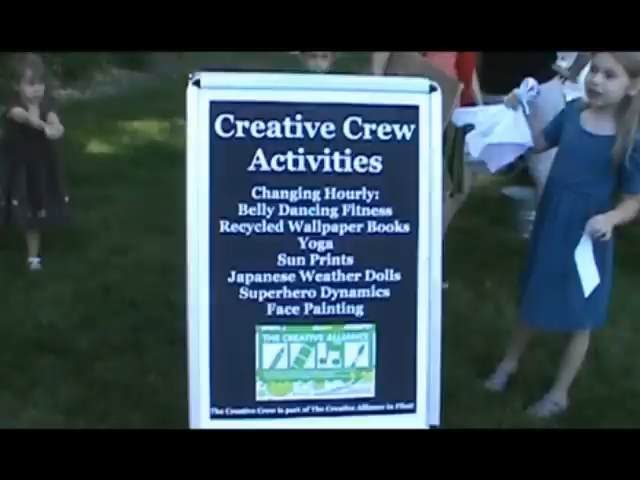 Creative Crew
Activities
Changing Hourly:
Belly Dancing Fitness
Recycled Wallpaper Books
Yoga
Sun Prints
Japanese Weather Dolls
Superhero Dynamics
Face Painting
THE CREATIVE ALLIANCE
The Creative Crew is part of The Creative Alliance in